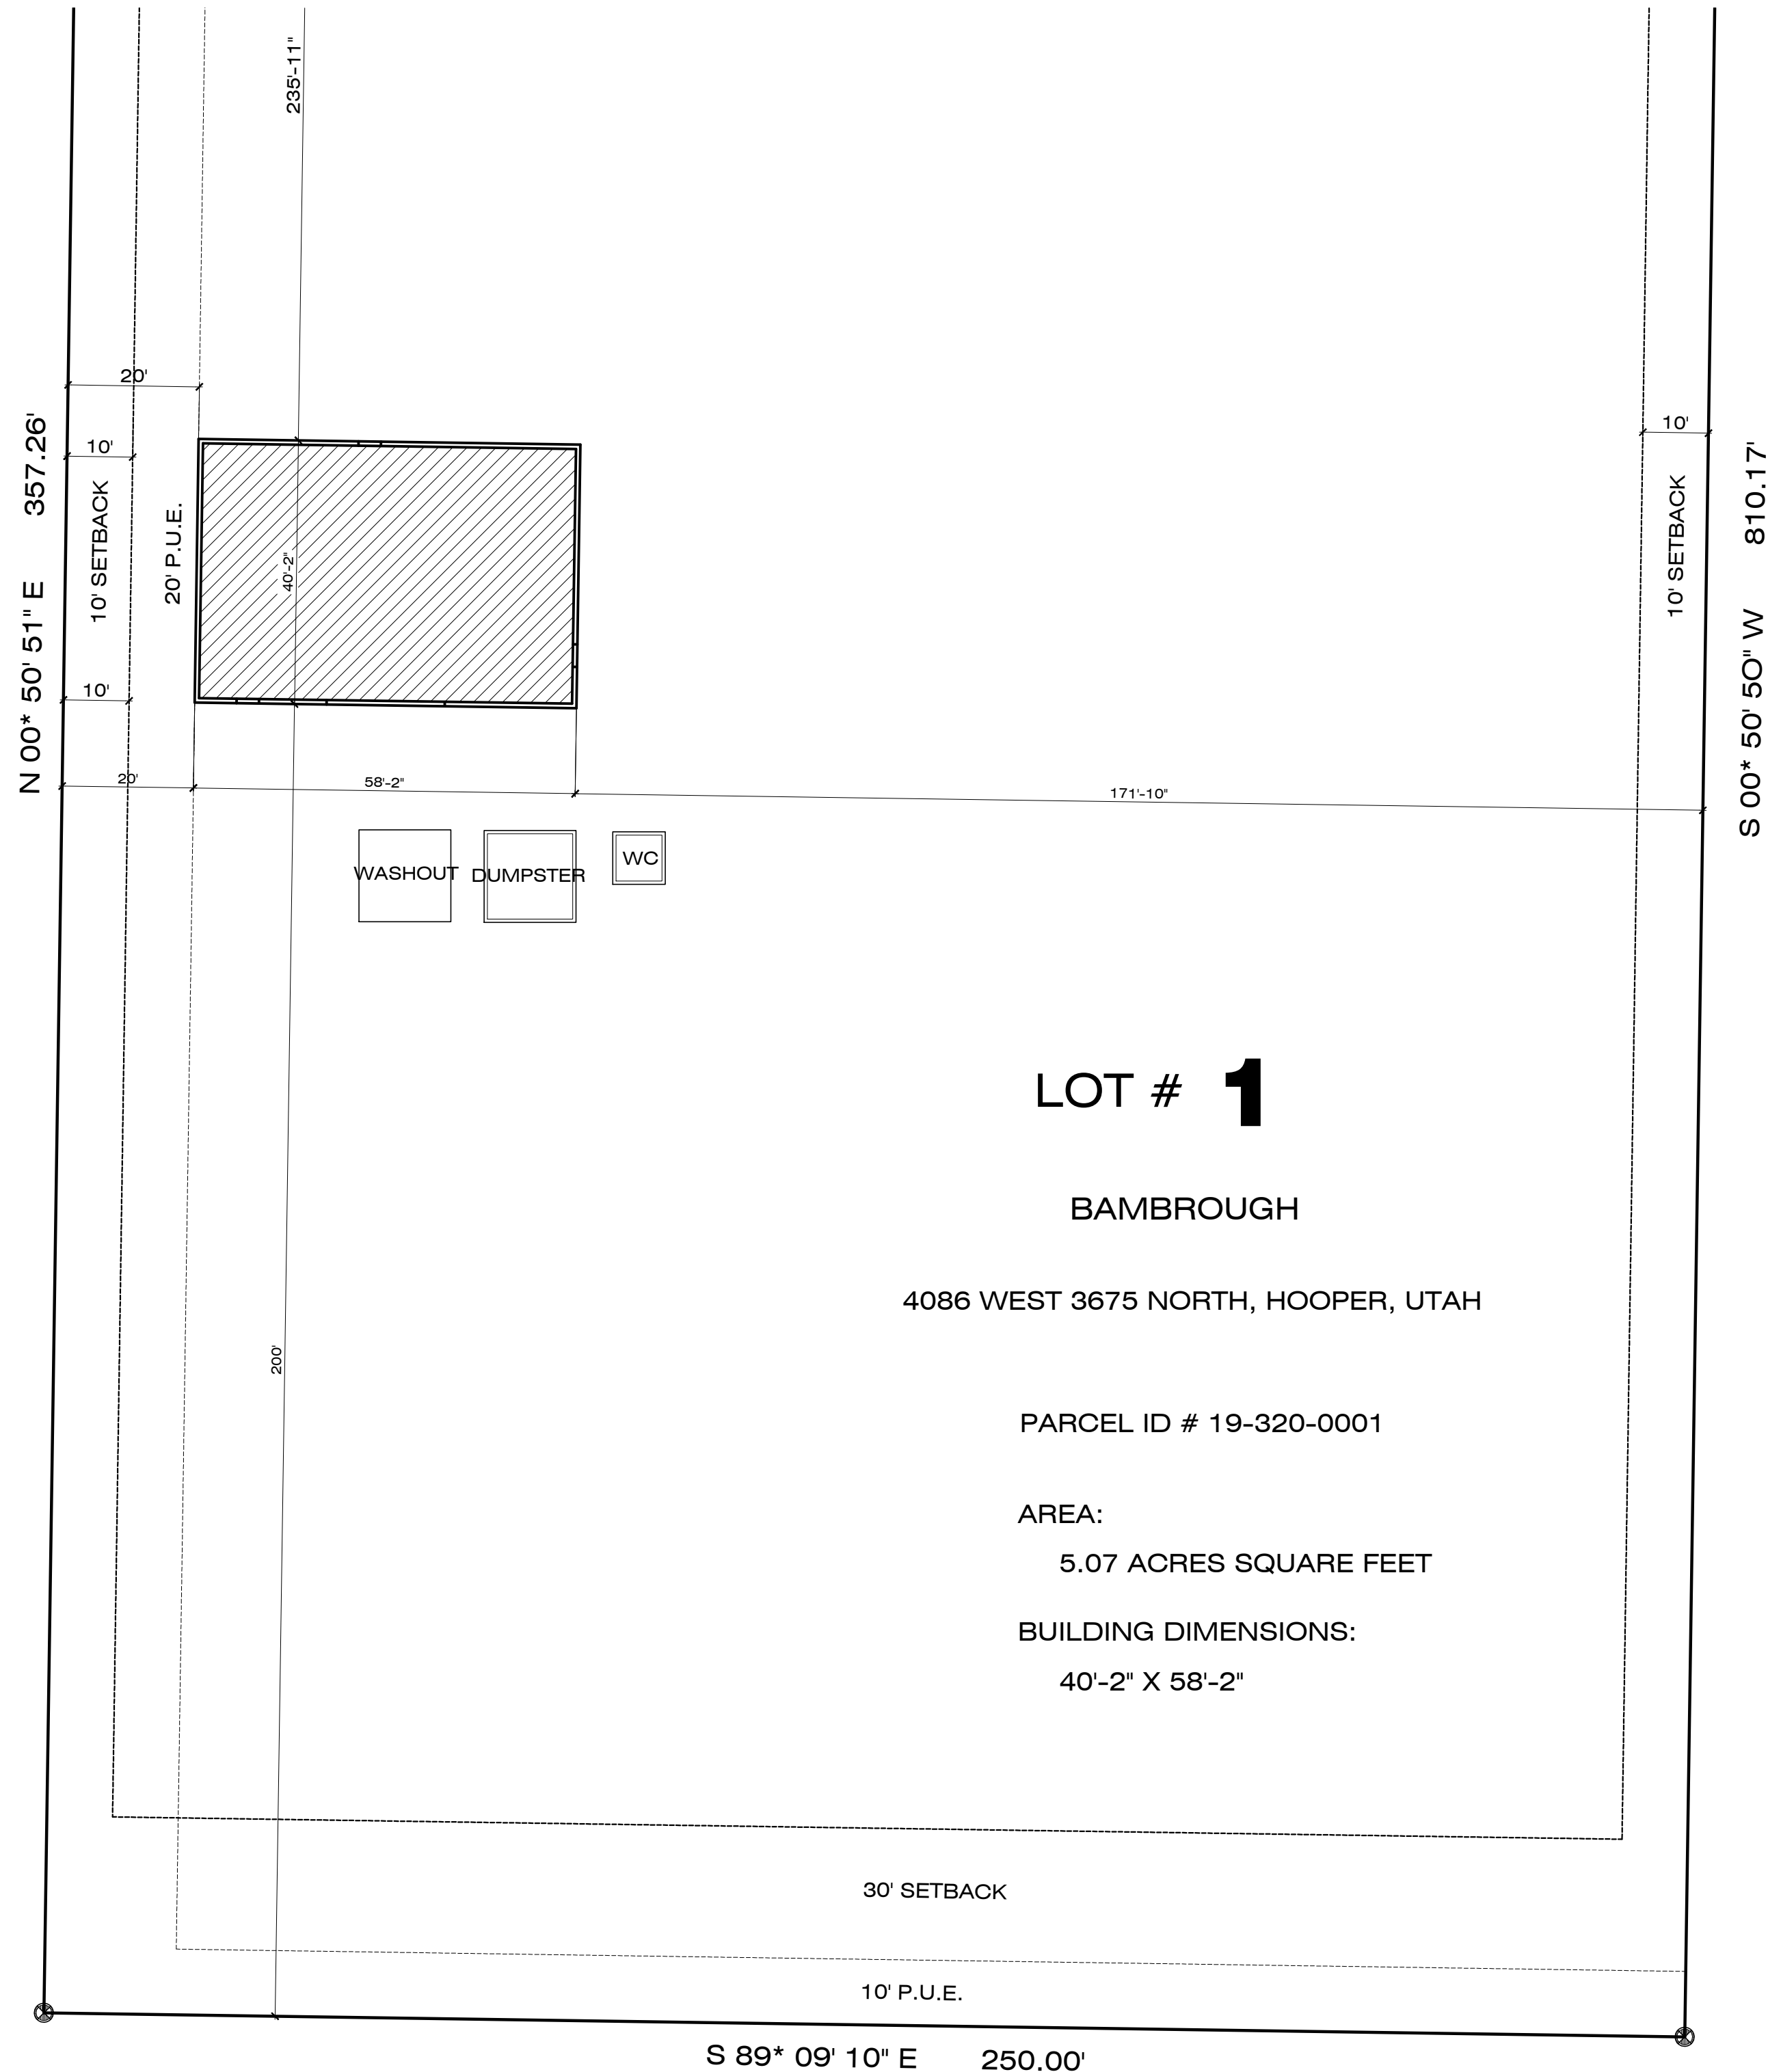 235'-11"
20'
10'
10'
357.26'
N 00* 50' 51" E
10' SETBACK
20' P.U.E.
40'-2"
10' SETBACK
810.17'
S 00* 50' 5O" W
10'
20'
58'-2"
171'-10"
WASHOUT
DUMPSTER
WC
LOT # 1
BAMBROUGH
4086 WEST 3675 NORTH, HOOPER, UTAH
200'
PARCEL ID # 19-320-0001
AREA:
5.07 ACRES SQUARE FEET
BUILDING DIMENSIONS:
40'-2" X 58'-2"
30' SETBACK
10' P.U.E.
S 89* 09' 10" E 250.00'